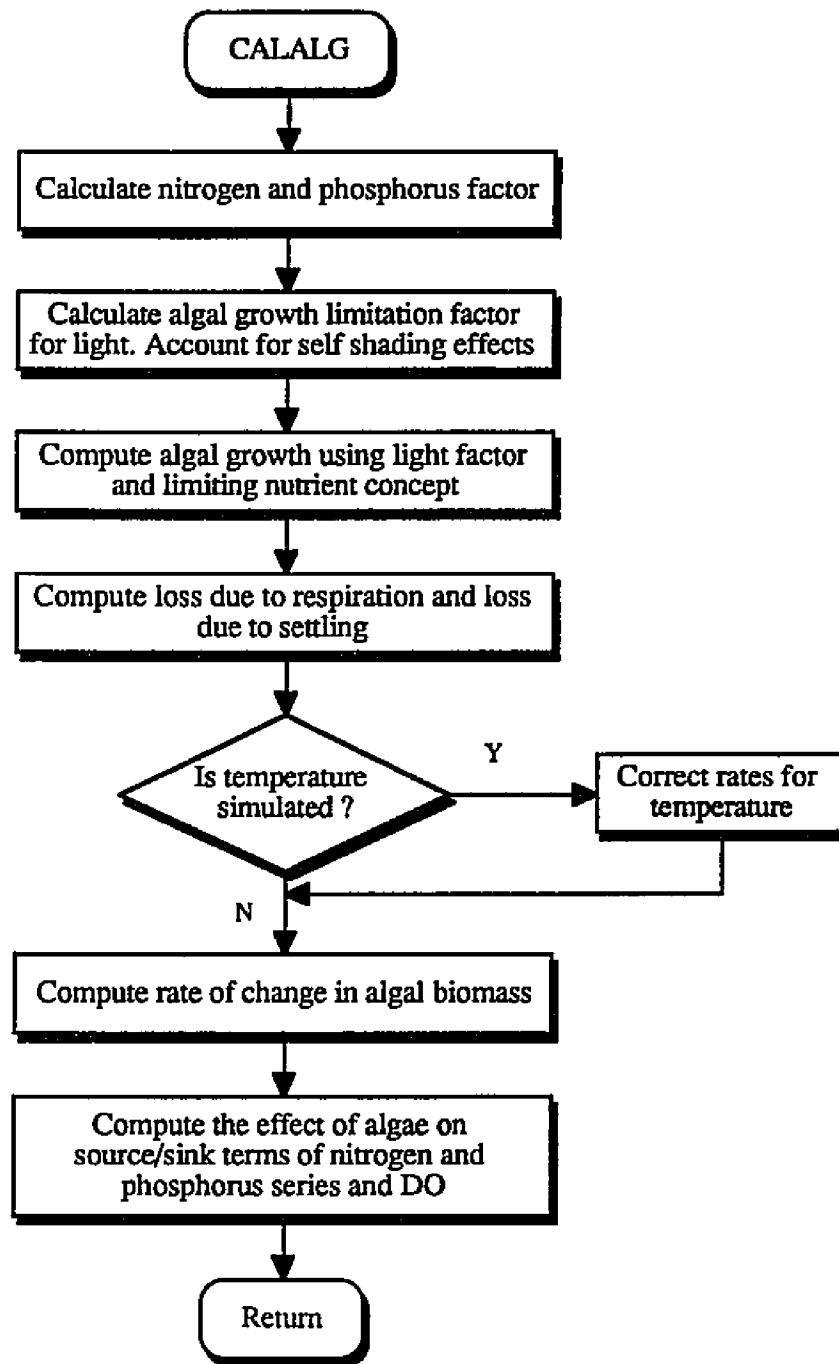 CALALG
Calculate nitrogen and phosphorus factor
Calculate algal growth limitation factor
for light. Account for self shading effects
Compute algal growth using light factor
and limiting nutrient concept
Compute loss due to respiration and loss
due to settling
Is temperature
simulated ?
Y
Correct rates for
temperature
N
Compute rate of change in algal biomass
Compute the effect of algae on
source/sink terms of nitrogen and
phosphorus series and DO
Return